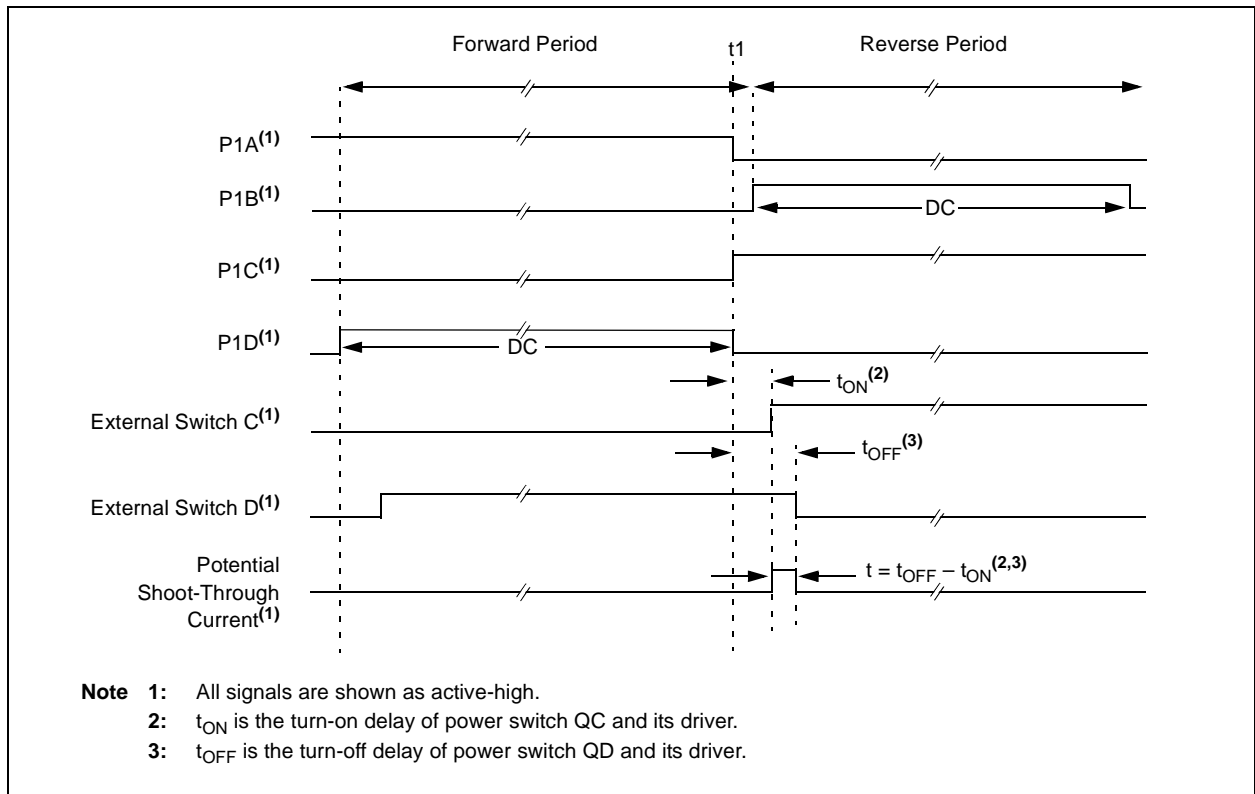 Forward Period t1 Reverse Period
P1A(1)
P1B(1)
DC
P1C(1)
P1D(1)
DC
tON(2)
External Switch C(1)
tOFF(3)
External Switch D(1)
Potential
Shoot-Through
Current(1)
t = tOFF – tON(2,3)
Note 1: All signals are shown as active-high.
2: tON is the turn-on delay of power switch QC and its driver.
3: tOFF is the turn-off delay of power switch QD and its driver.